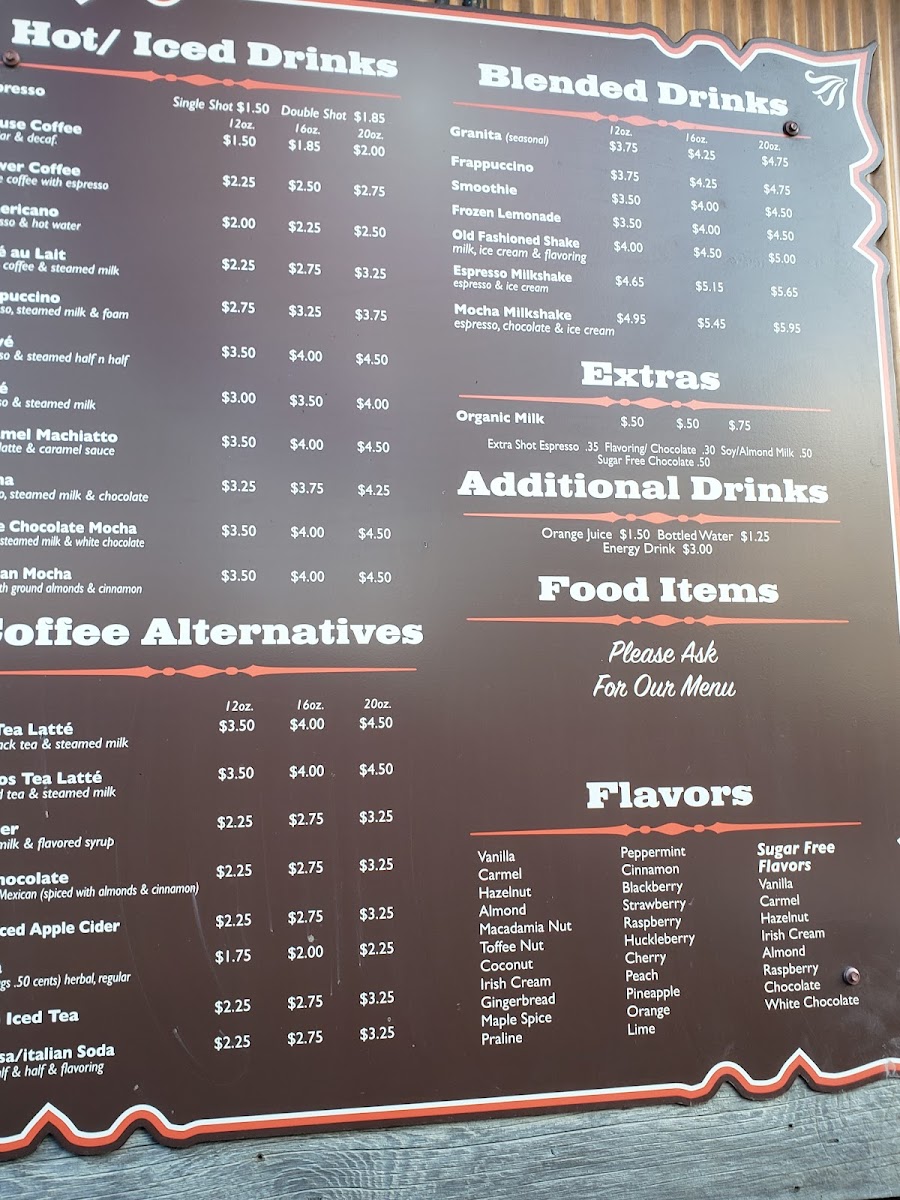 Hot/ Iced Drinks
presso Single Shot $1.50 Double Shot $1.85
12oz. 16oz. 20oz.
use Coffee $1.50 $1.85 $2.00
ar & decaf.
wer Coffee $2.25 $2.50 $2.75
e coffee with espresso
ericano $2.00 $2.25 $2.50
sso & hot water
é au Lait $2.25 $2.75 $3.25
coffee & steamed milk
puccino $2.75 $3.25 $3.75
so, steamed milk & foam
vé $3.50 $4.00 $4.50
so & steamed half n half
é $3.00 $3.50 $4.00
o & steamed milk
mel Machiatto $3.50 $4.00 $4.50
latte & caramel sauce
ha $3.25 $3.75 $4.25
o, steamed milk & chocolate
e Chocolate Mocha $3.50 $4.00 $4.50
steamed milk & white chocolate
an Mocha $3.50 $4.00 $4.50
th ground almonds & cinnamon
Coffee Alternatives
12oz. 16oz. 20oz.
Tea Latté $3.50 $4.00 $4.50
ack tea & steamed milk
os Tea Latté $3.50 $4.00 $4.50
d tea & steamed milk
er $2.25 $2.75 $3.25
milk & flavored syrup
hocolate $2.25 $2.75 $3.25
Mexican (spiced with almonds & cinnamon)
ced Apple Cider $2.25 $2.75 $3.25
$1.75 $2.00 $2.25
gs .50 cents) herbal, regular
Iced Tea $2.25 $2.75 $3.25
sa/italian Soda $2.25 $2.75 $3.25
lf & half & flavoring
Blended Drinks
12oz. 16oz. 20oz.
Granita (seasonal) $3.75 $4.25 $4.75
Frappuccino $3.75 $4.25 $4.75
Smoothie $3.50 $4.00 $4.50
Frozen Lemonade $3.50 $4.00 $4.50
Old Fashioned Shake $4.00 $4.50 $5.00
milk, ice cream & flavoring
Espresso Milkshake $4.65 $5.15 $5.65
espresso & ice cream
Mocha Milkshake $4.95 $5.45 $5.95
espresso, chocolate & ice cream
Extras
Organic Milk $.50 $.50 $.75
Extra Shot Espresso .35 Flavoring/ Chocolate .30 Soy/Almond Milk .50
Sugar Free Chocolate .50
Additional Drinks
Orange Juice $1.50 Bottled Water $1.25
Energy Drink $3.00
Food Items
Please Ask
For Our Menu
Flavors
Vanilla
Carmel
Hazelnut
Almond
Macadamia Nut
Toffee Nut
Coconut
Irish Cream
Gingerbread
Maple Spice
Praline
Peppermint
Cinnamon
Blackberry
Strawberry
Raspberry
Huckleberry
Cherry
Peach
Pineapple
Orange
Lime
Sugar Free
Flavors
Vanilla
Carmel
Hazelnut
Irish Cream
Almond
Raspberry
Chocolate
White Chocolate